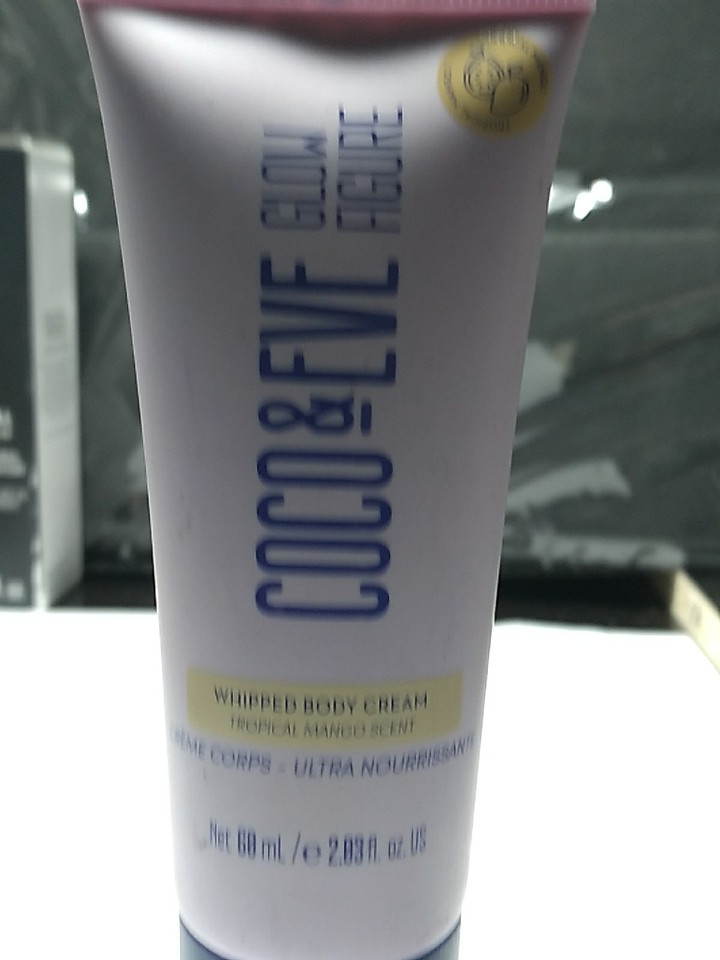 COCO & EVE GLOW
FIGURE
WHIPPED BODY CREAM
TROPICAL MANGO SCENT
CORPS - ULTRA NOURRISSANTE
Net 60 mL / e 2.03 fl. oz. US